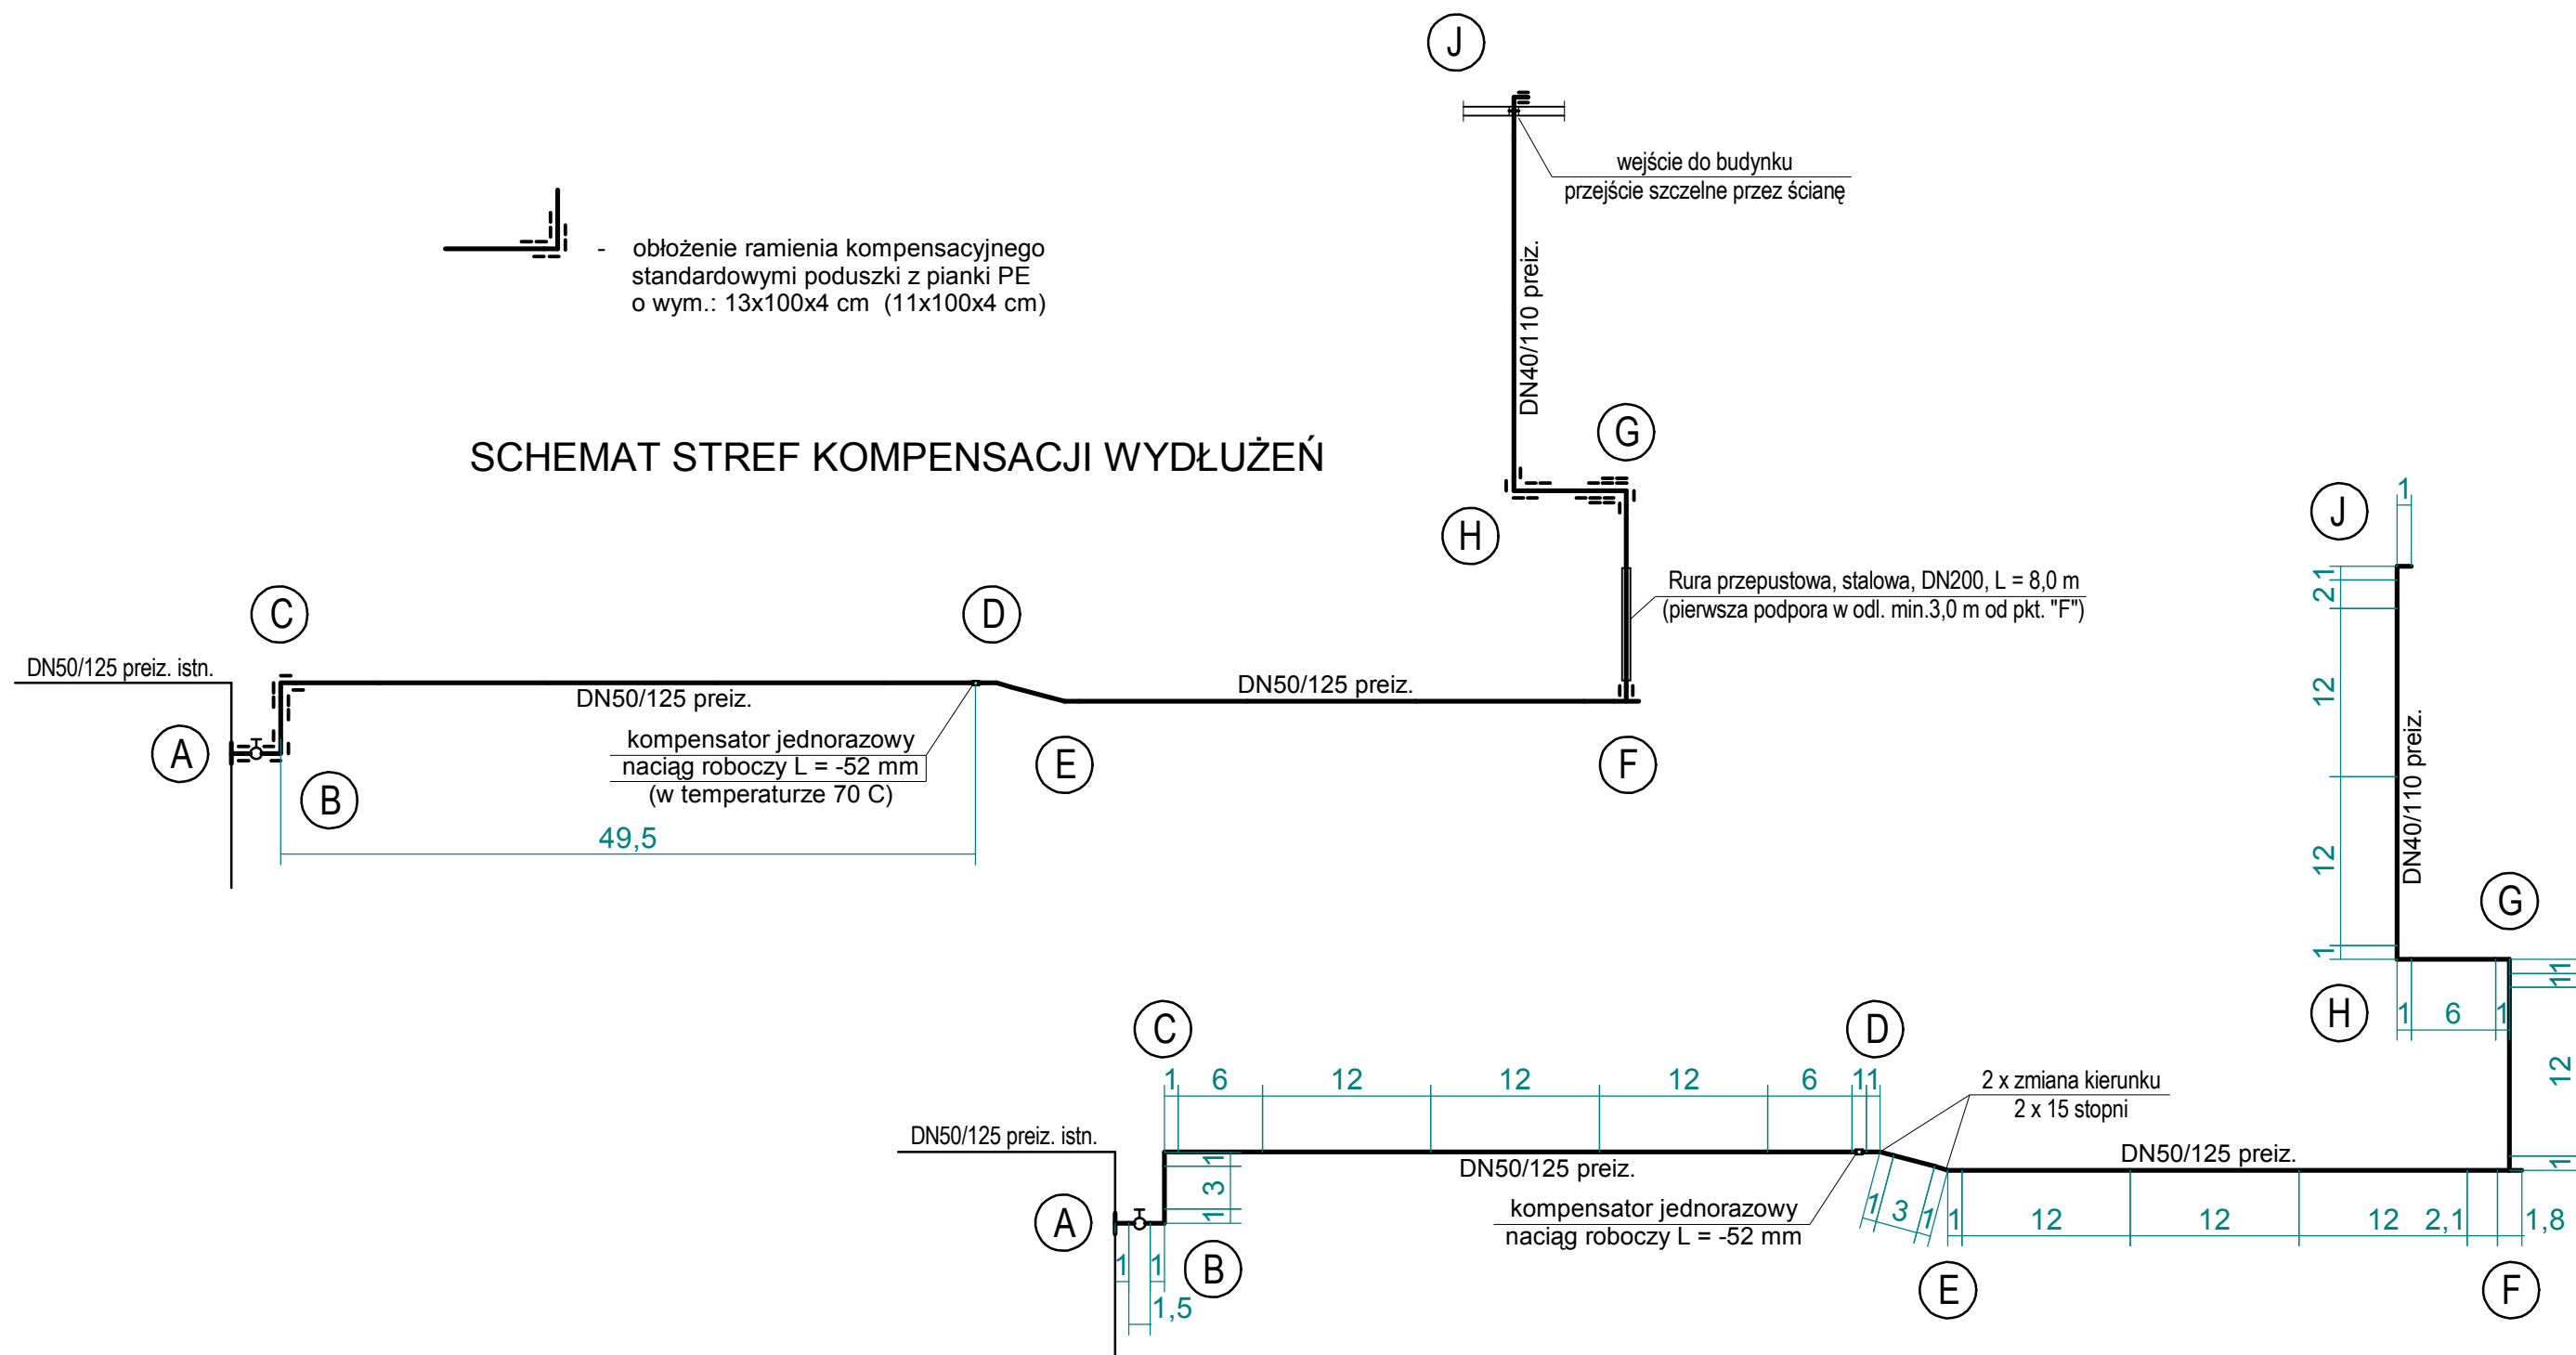 J
wejście do budynku
przejście szczelne przez ścianę
- obłożenie ramienia kompensacyjnego
standardowymi poduszki z pianki PE
o wym.: 13x100x4 cm (11x100x4 cm)
DN40/110 preiz.
G
SCHEMAT STREF KOMPENSACJI WYDŁUŻEŃ
H
Rura przepustowa, stalowa, DN200, L = 8,0 m
(pierwsza podpora w odl. min.3,0 m od pkt. "F")
C
D
DN50/125 preiz. istn.
DN50/125 preiz.
DN50/125 preiz.
kompensator jednorazowy
naciąg roboczy L = -52 mm
(w temperaturze 70 C)
A
B
E
F
49,5
J
1
1
2
12
12
1
DN40/110 preiz.
G
H
1 6 1
1
1
12
1
C
D
1 6 12 12 12 6 1 1
2 x zmiana kierunku
2 x 15 stopni
DN50/125 preiz. istn.
DN50/125 preiz.
DN50/125 preiz.
1
3
1
kompensator jednorazowy
naciąg roboczy L = -52 mm
A
B
1 1
1,5
1 3 1
1 12 12 12 2,1 1,8
E
F